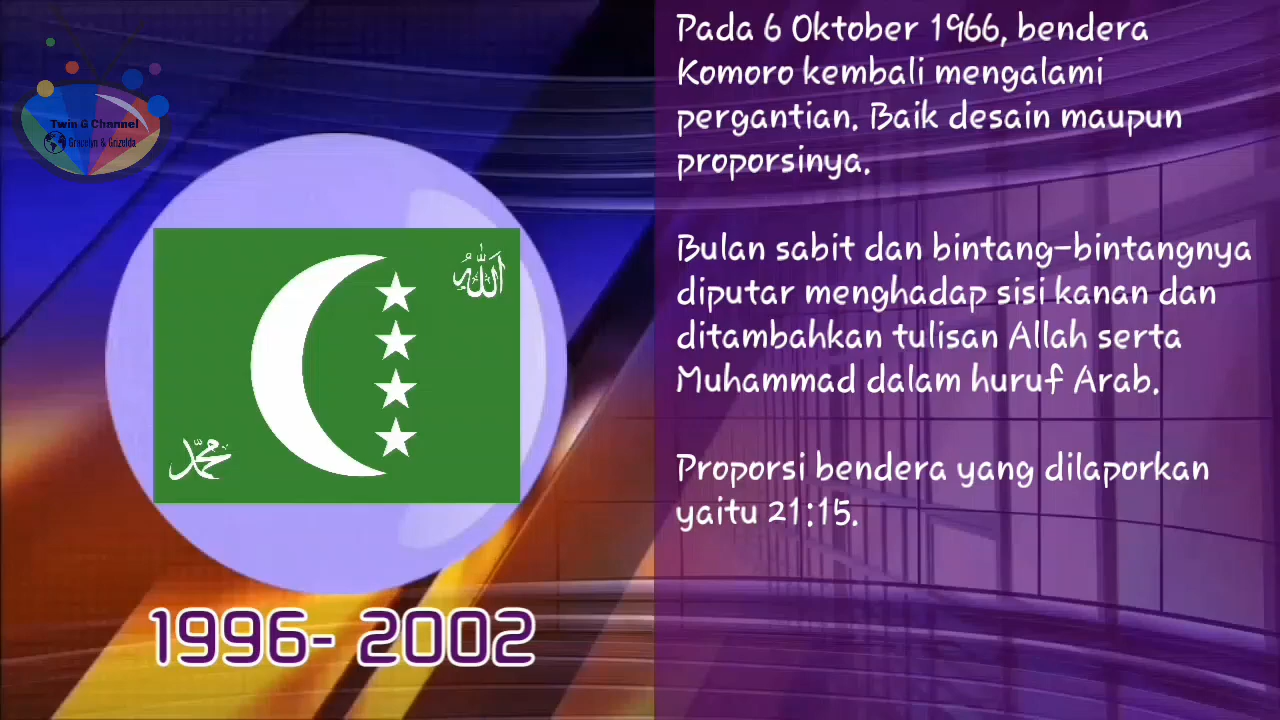 Twin G Channel
Gracelyn & Grizelda
Pada 6 Oktober 1966, bendera
Komoro kembali mengalami
pergantian. Baik desain maupun
proporsinya.
Bulan sabit dan bintang-bintangnya
diputar menghadap sisi kanan dan
ditambahkan tulisan Allah serta
Muhammad dalam huruf Arab.
Proporsi bendera yang dilaporkan
yaitu 21:15.
الله
محمد
1996- 2002